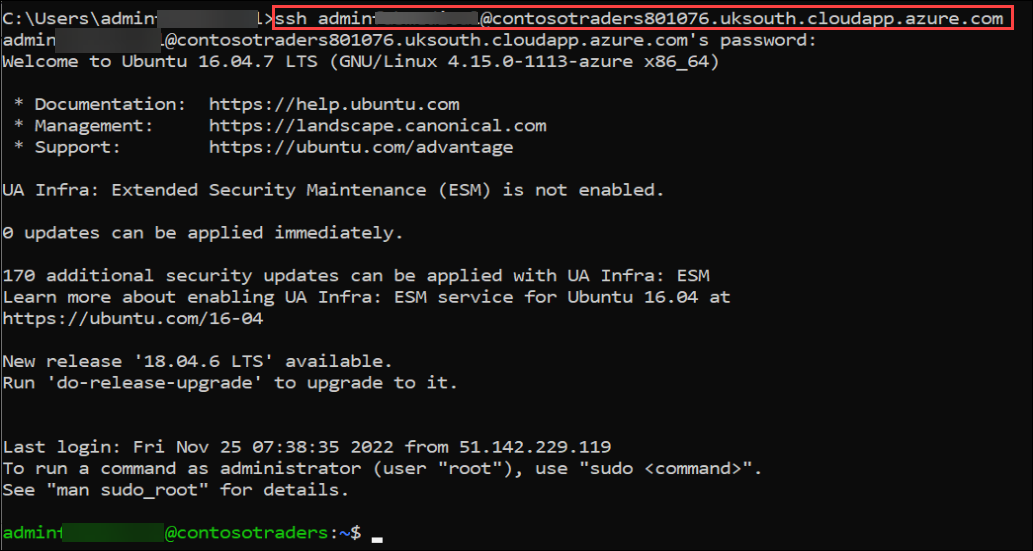 C:\Users\admin l>ssh admin @contosotraders801076.uksouth.cloudapp.azure.com
admin @contosotraders801076.uksouth.cloudapp.azure.com's password:
Welcome to Ubuntu 16.04.7 LTS (GNU/Linux 4.15.0-1113-azure x86_64)
* Documentation:  https://help.ubuntu.com
* Management:     https://landscape.canonical.com
* Support:        https://ubuntu.com/advantage
UA Infra: Extended Security Maintenance (ESM) is not enabled.
0 updates can be applied immediately.
170 additional security updates can be applied with UA Infra: ESM
Learn more about enabling UA Infra: ESM service for Ubuntu 16.04 at
https://ubuntu.com/16-04
New release '18.04.6 LTS' available.
Run 'do-release-upgrade' to upgrade to it.
Last login: Fri Nov 25 07:38:35 2022 from 51.142.229.119
To run a command as administrator (user "root"), use "sudo <command>".
See "man sudo_root" for details.
admin @contosotraders:~$